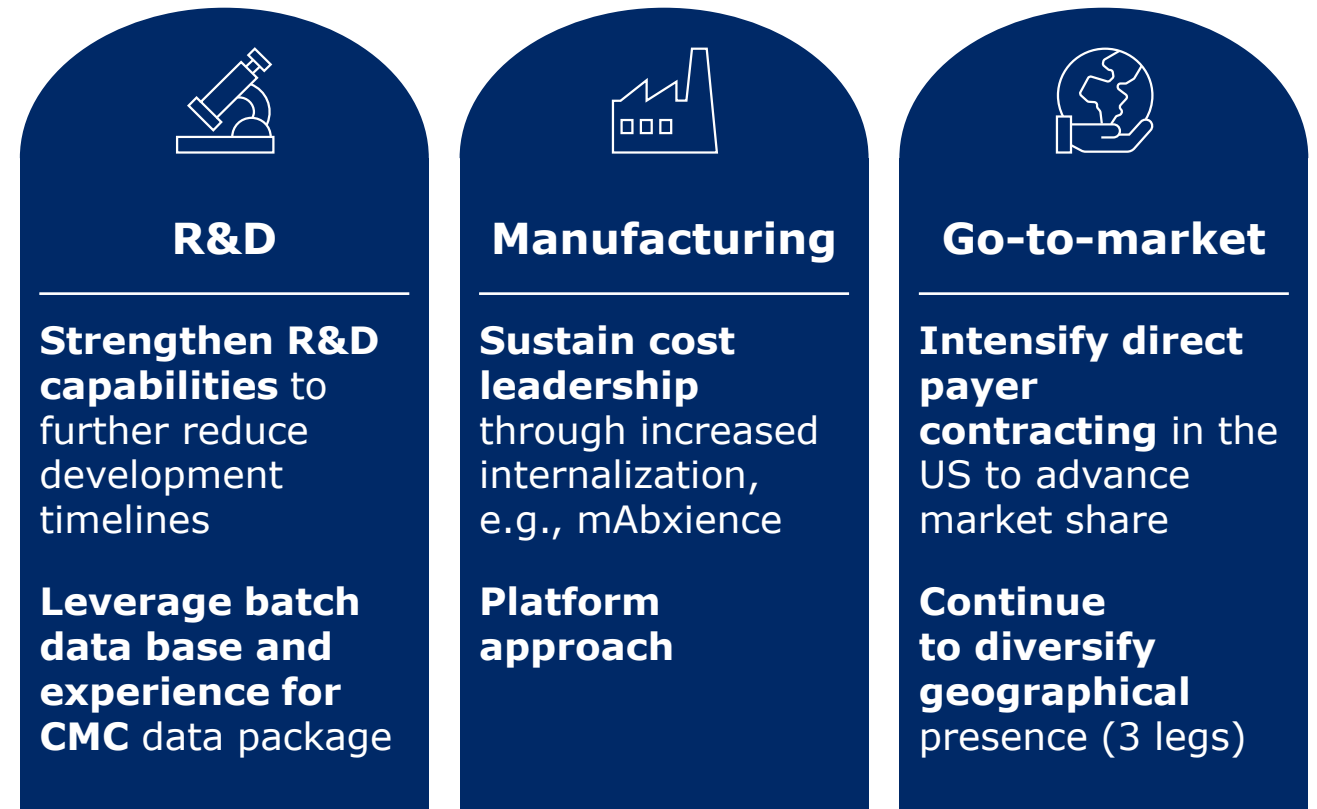 R&D
Strengthen R&D
capabilities to
further reduce
development
timelines
Leverage batch
data base and
experience for
CMC data package
Manufacturing
Sustain cost
leadership
through increased
internalization,
e.g., mAbxience
Platform
approach
Go-to-market
Intensify direct
payer
contracting in the
US to advance
market share
Continue
to diversify
geographical
presence (3 legs)